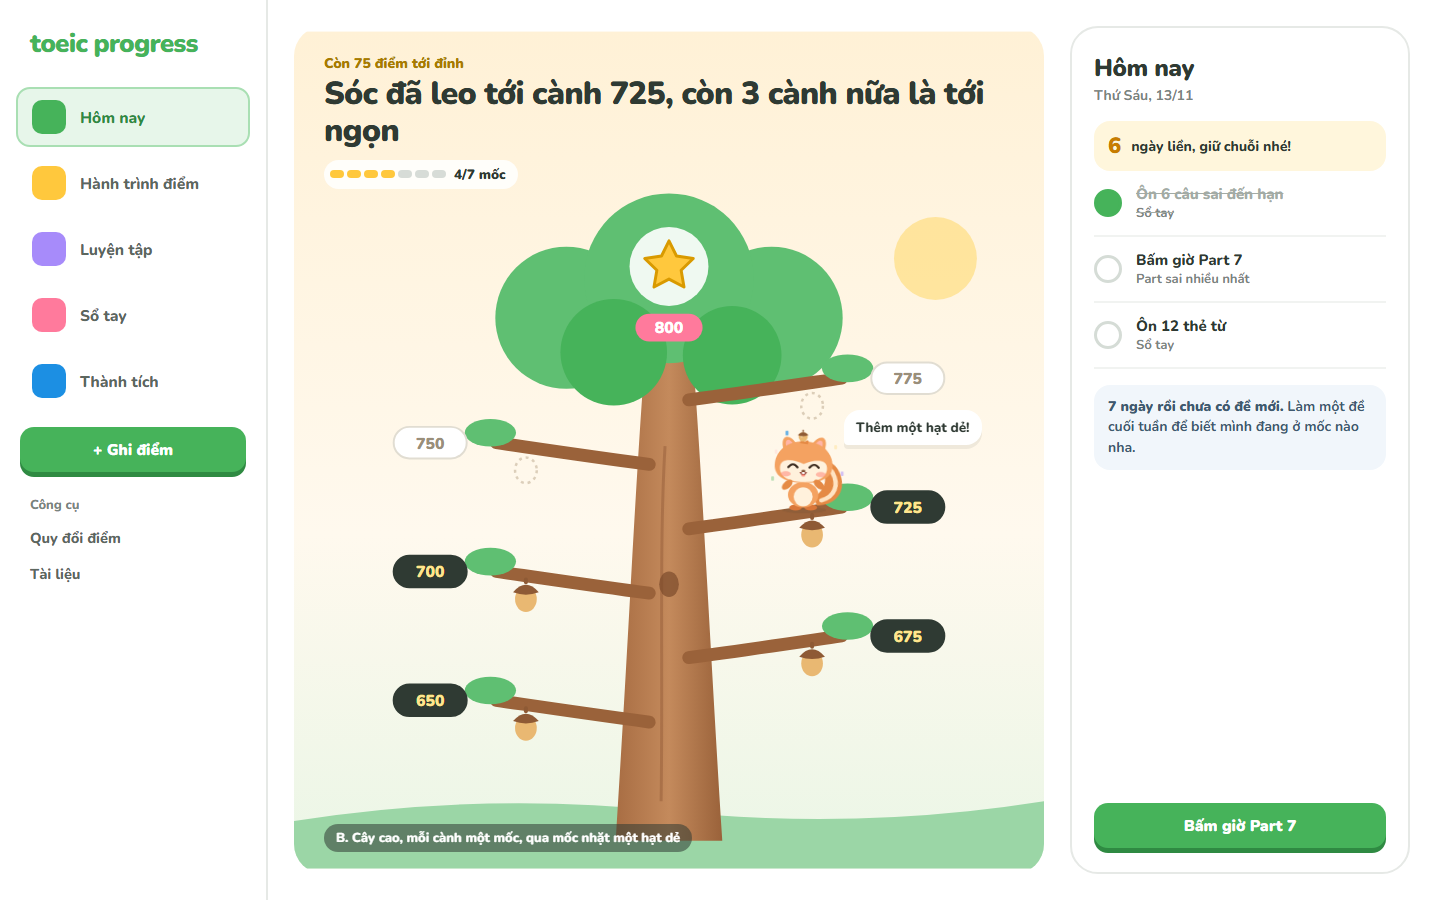 toeic progress
Hôm nay
Hành trình điểm
Luyện tập
Sổ tay
Thành tích
+ Ghi điểm
Công cụ
Quy đổi điểm
Tài liệu
Còn 75 điểm tới đỉnh
Sóc đã leo tới cành 725, còn 3 cành nữa là tới
ngọn
4/7 mốc
800
775
Thêm một hạt dẻ!
750
725
700
675
650
B. Cây cao, mỗi cành một mốc, qua mốc nhặt một hạt dẻ
Hôm nay
Thứ Sáu, 13/11
6 ngày liền, giữ chuỗi nhé!
Ôn 6 câu sai đến hạn
Sổ tay
Bấm giờ Part 7
Part sai nhiều nhất
Ôn 12 thẻ từ
Sổ tay
7 ngày rồi chưa có đề mới. Làm một đề
cuối tuần để biết mình đang ở mốc nào
nha.
Bấm giờ Part 7